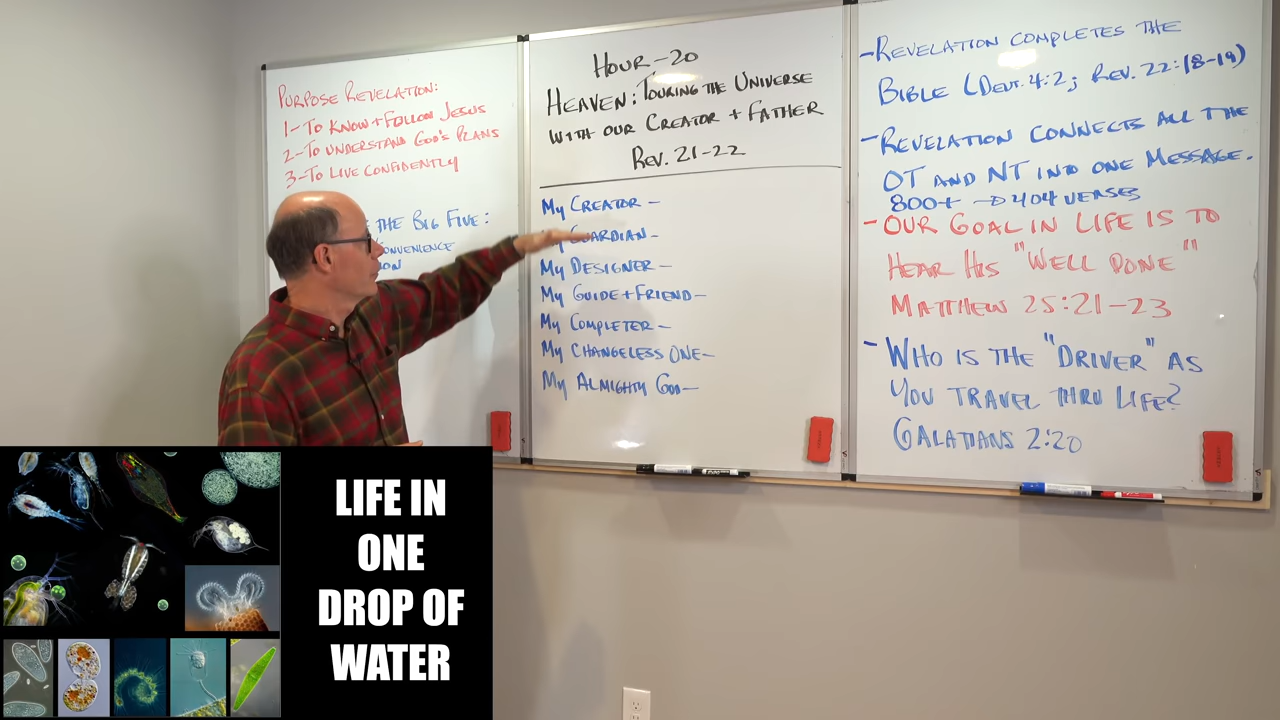 PURPOSE REVELATION:
1- TO KNOW + FOLLOW JESUS
2- TO UNDERSTAND GOD'S PLANS
3- TO LIVE CONFIDENTLY
THE BIG FIVE:
HOUR-20
HEAVEN: TOURING THE UNIVERSE
WITH OUR CREATOR + FATHER
REV. 21-22
MY CREATOR -
MY GUARDIAN -
MY DESIGNER -
MY GUIDE + FRIEND -
MY COMPLETER -
MY CHANGELESS ONE -
MY ALMIGHTY GOD -
- REVELATION COMPLETES THE
BIBLE (DEUT. 4:2; REV. 22:18-19)
- REVELATION CONNECTS ALL THE
OT AND NT INTO ONE MESSAGE.
800+ → 404 VERSES
- OUR GOAL IN LIFE IS TO
HEAR HIS "WELL DONE"
MATTHEW 25:21-23
- WHO IS THE "DRIVER" AS
YOU TRAVEL THRU LIFE?
GALATIANS 2:20
LIFE IN
ONE
DROP OF
WATER